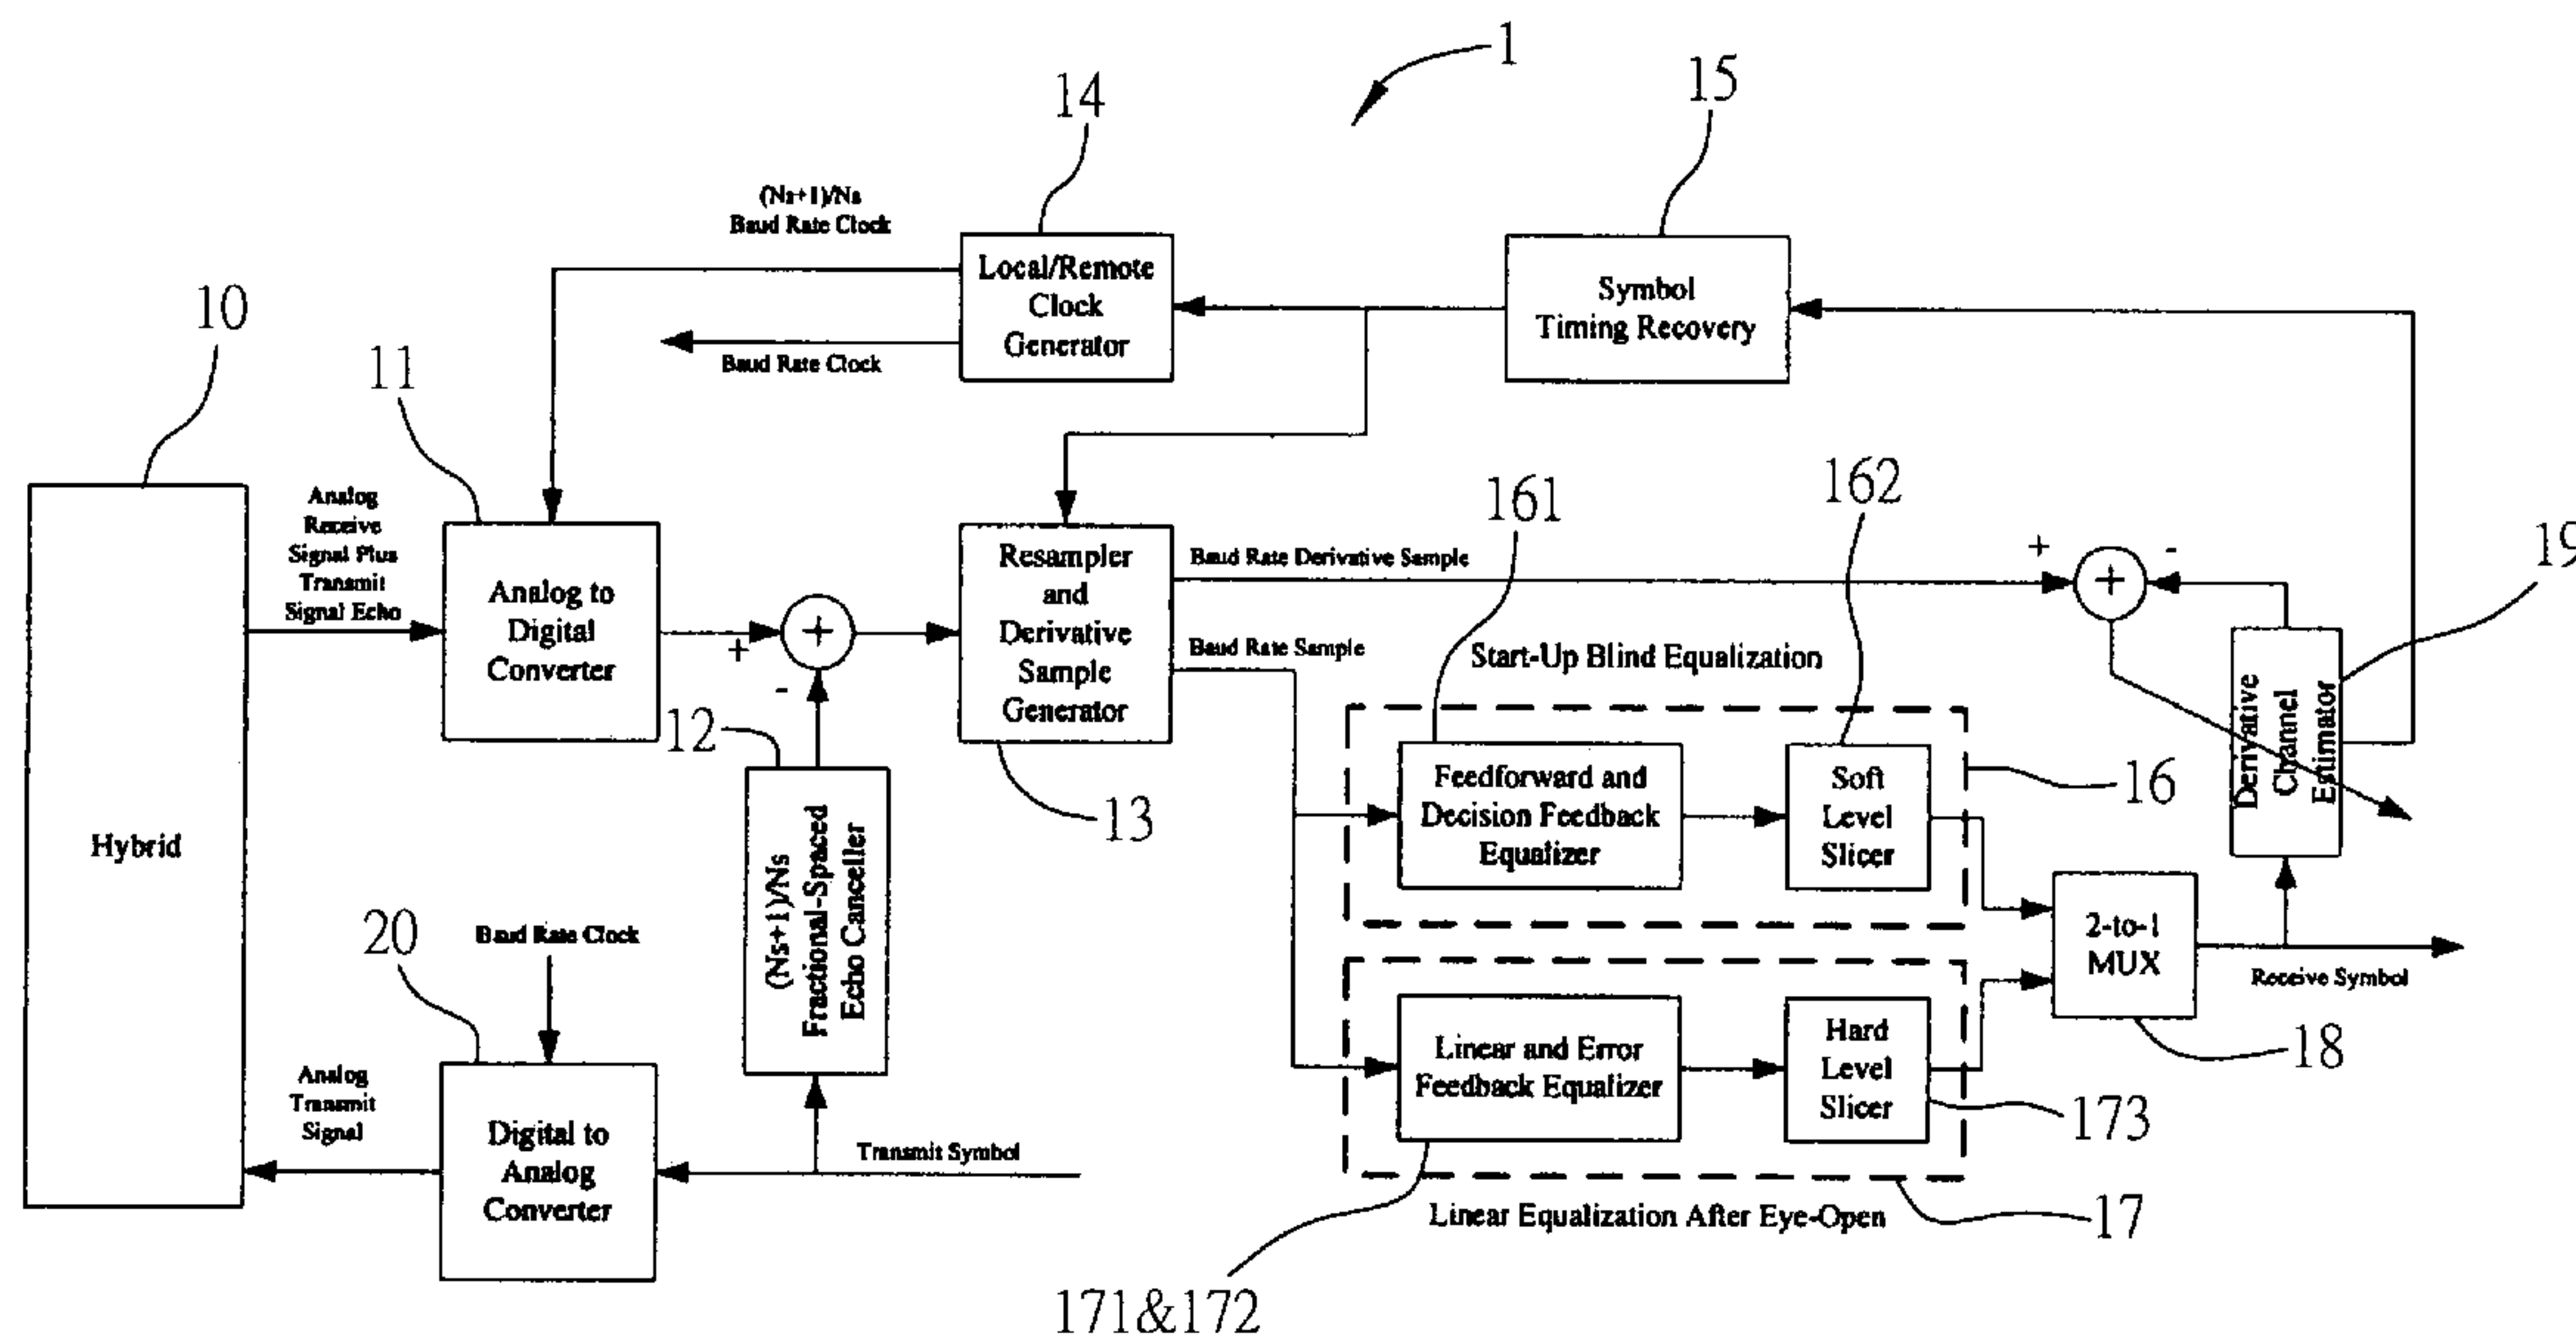 1
14
15
(Ns+1)/Ns
Baud Rate Clock
Local/Remote
Clock
Generator
Symbol
Timing Recovery
Baud Rate Clock
10
11
Analog
Receive
Signal Plus
Transmit
Signal Echo
Analog to
Digital
Converter
+
-
+
12
Resampler
and
Derivative
Sample
Generator
13
Baud Rate Derivative Sample
Baud Rate Sample
161
162
Start-Up Blind Equalization
+
-
+
19
Derivative
Channel
Estimator
Feedforward and
Decision Feedback
Equalizer
Soft
Level
Slicer
16
Hybrid
(Ns+1)/Ns
Fractional-Spaced
Echo Canceller
20
Baud Rate Clock
2-to-1
MUX
Receive Symbol
18
Linear and Error
Feedback Equalizer
Hard
Level
Slicer
173
Analog
Transmit
Signal
Digital to
Analog
Converter
Transmit Symbol
Linear Equalization After Eye-Open
17
171&172